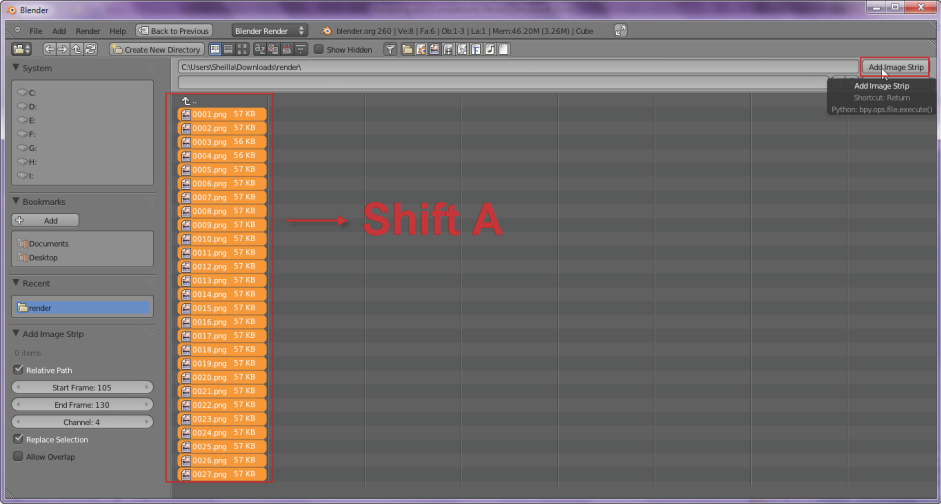 Blender
File Add Render Help Back to Previous Blender Render blender.org 260 | Ve:8 | Fa:6 | Ob:1-3 | La:1 | Mem:46.20M (3.26M) | Cube
Create New Directory Show Hidden
System
C:\Users\Sheilla\Downloads\render\
Add Image Strip
C:
D:
E:
F:
G:
H:
I:
Bookmarks
Add
Documents
Desktop
Recent
render
Add Image Strip
0 items
Relative Path
Start Frame: 105
End Frame: 130
Channel: 4
Replace Selection
Allow Overlap
..
0001.png 57 KB
0002.png 57 KB
0003.png 56 KB
0004.png 56 KB
0005.png 57 KB
0006.png 57 KB
0007.png 57 KB
0008.png 57 KB
0009.png 57 KB
0010.png 57 KB
0011.png 57 KB
0012.png 57 KB
0013.png 57 KB
0014.png 57 KB
0015.png 57 KB
0016.png 57 KB
0017.png 57 KB
0018.png 57 KB
0019.png 57 KB
0020.png 57 KB
0021.png 57 KB
0022.png 57 KB
0023.png 57 KB
0024.png 57 KB
0025.png 57 KB
0026.png 57 KB
0027.png 57 KB
Shift A
Add Image Strip
Shortcut: Return
Python: bpy.ops.file.execute()